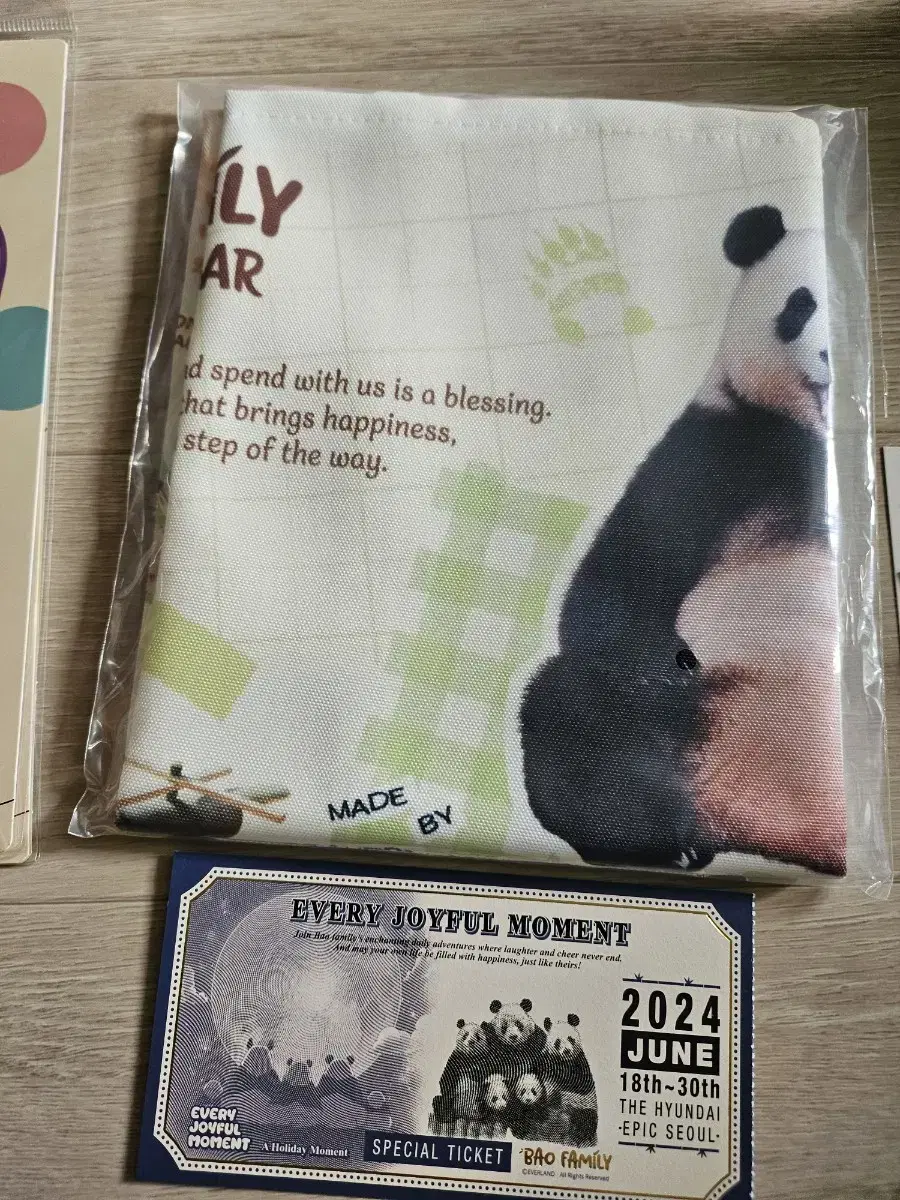 ILY
AR
nd spend with us is a blessing.
that brings happiness,
step of the way.
MADE
BY
EVERY JOYFUL MOMENT
Join Bao family's enchanting daily adventures where laughter and cheer never end.
And may your own life be filled with happiness, just like theirs!
2024
JUNE
18th~30th
THE HYUNDAI
-EPIC SEOUL-
EVERY
JOYFUL
MOMENT
A Holiday Moment
SPECIAL TICKET
BAO FAMILY
©EVERLAND. All Rights Reserved